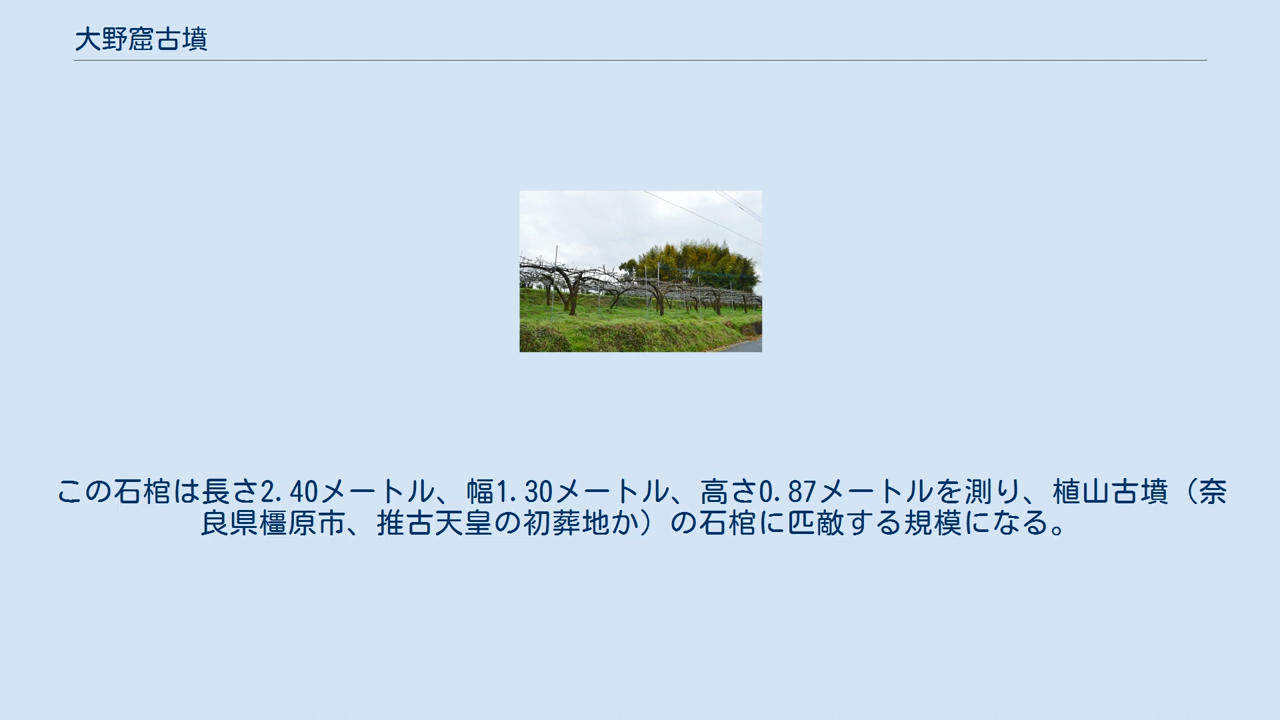 大野窟古墳
この石棺は長さ2.40メートル、幅1.30メートル、高さ0.87メートルを測り、植山古墳（奈
良県橿原市、推古天皇の初葬地か）の石棺に匹敵する規模になる。